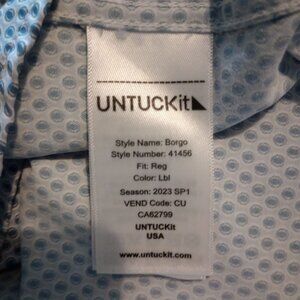 UNTUCKit
Style Name: Borgo
Style Number: 41456
Fit: Reg
Color: Lbl
Season: 2023 SP1
VEND Code: CU
CA62799
UNTUCKit
USA
www.untuckit.com